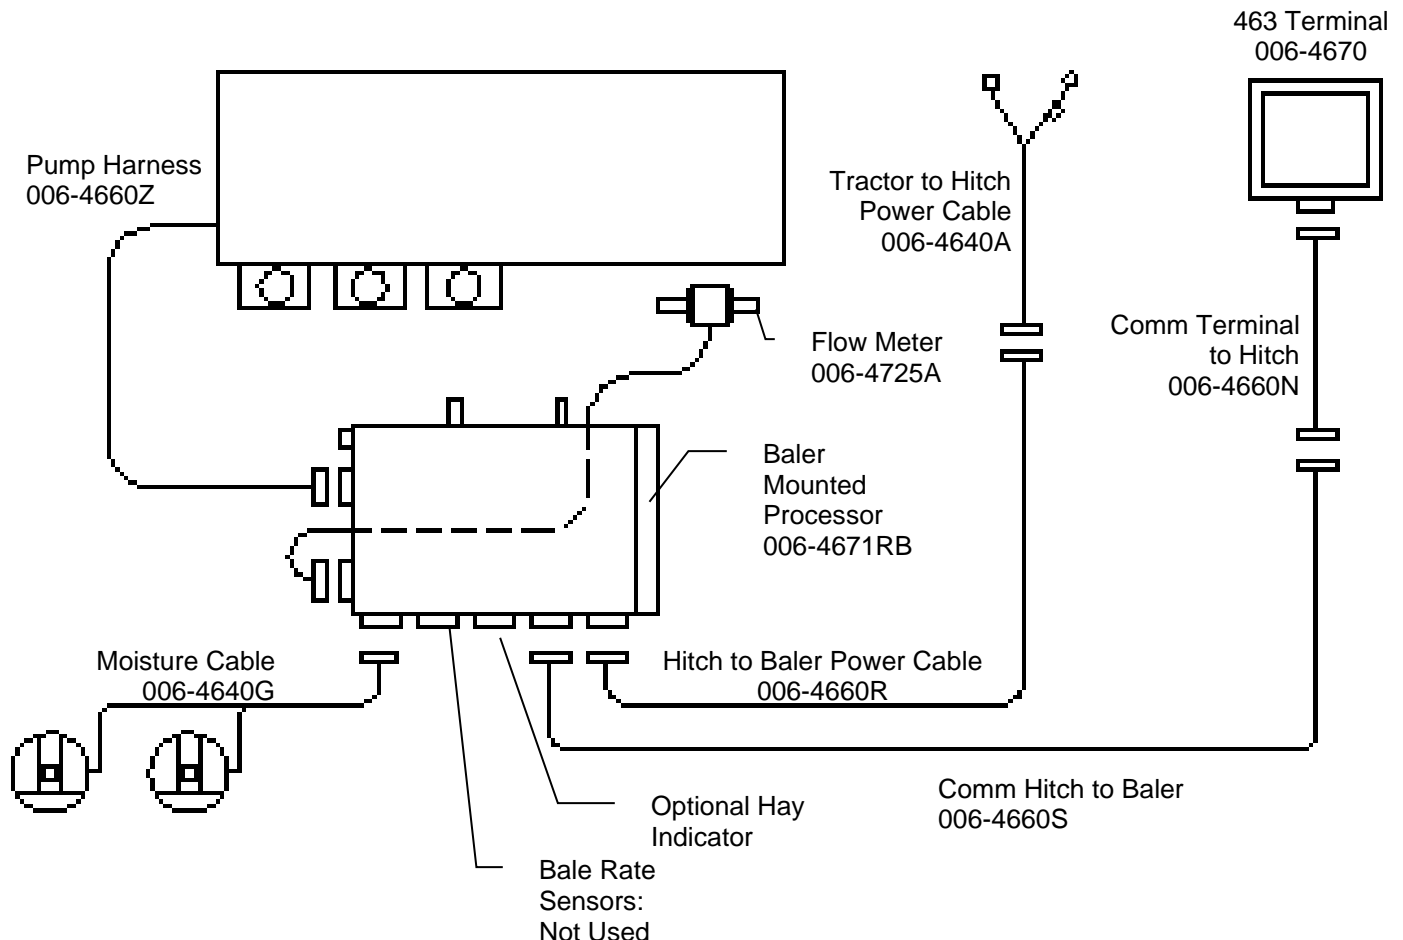 463 Terminal
006-4670
Pump Harness
006-4660Z
Tractor to Hitch
Power Cable
006-4640A
Flow Meter
006-4725A
Comm Terminal
to Hitch
006-4660N
Baler
Mounted
Processor
006-4671RB
Moisture Cable
006-4640G
Hitch to Baler Power Cable
006-4660R
Comm Hitch to Baler
006-4660S
Optional Hay
Indicator
Bale Rate
Sensors:
Not Used